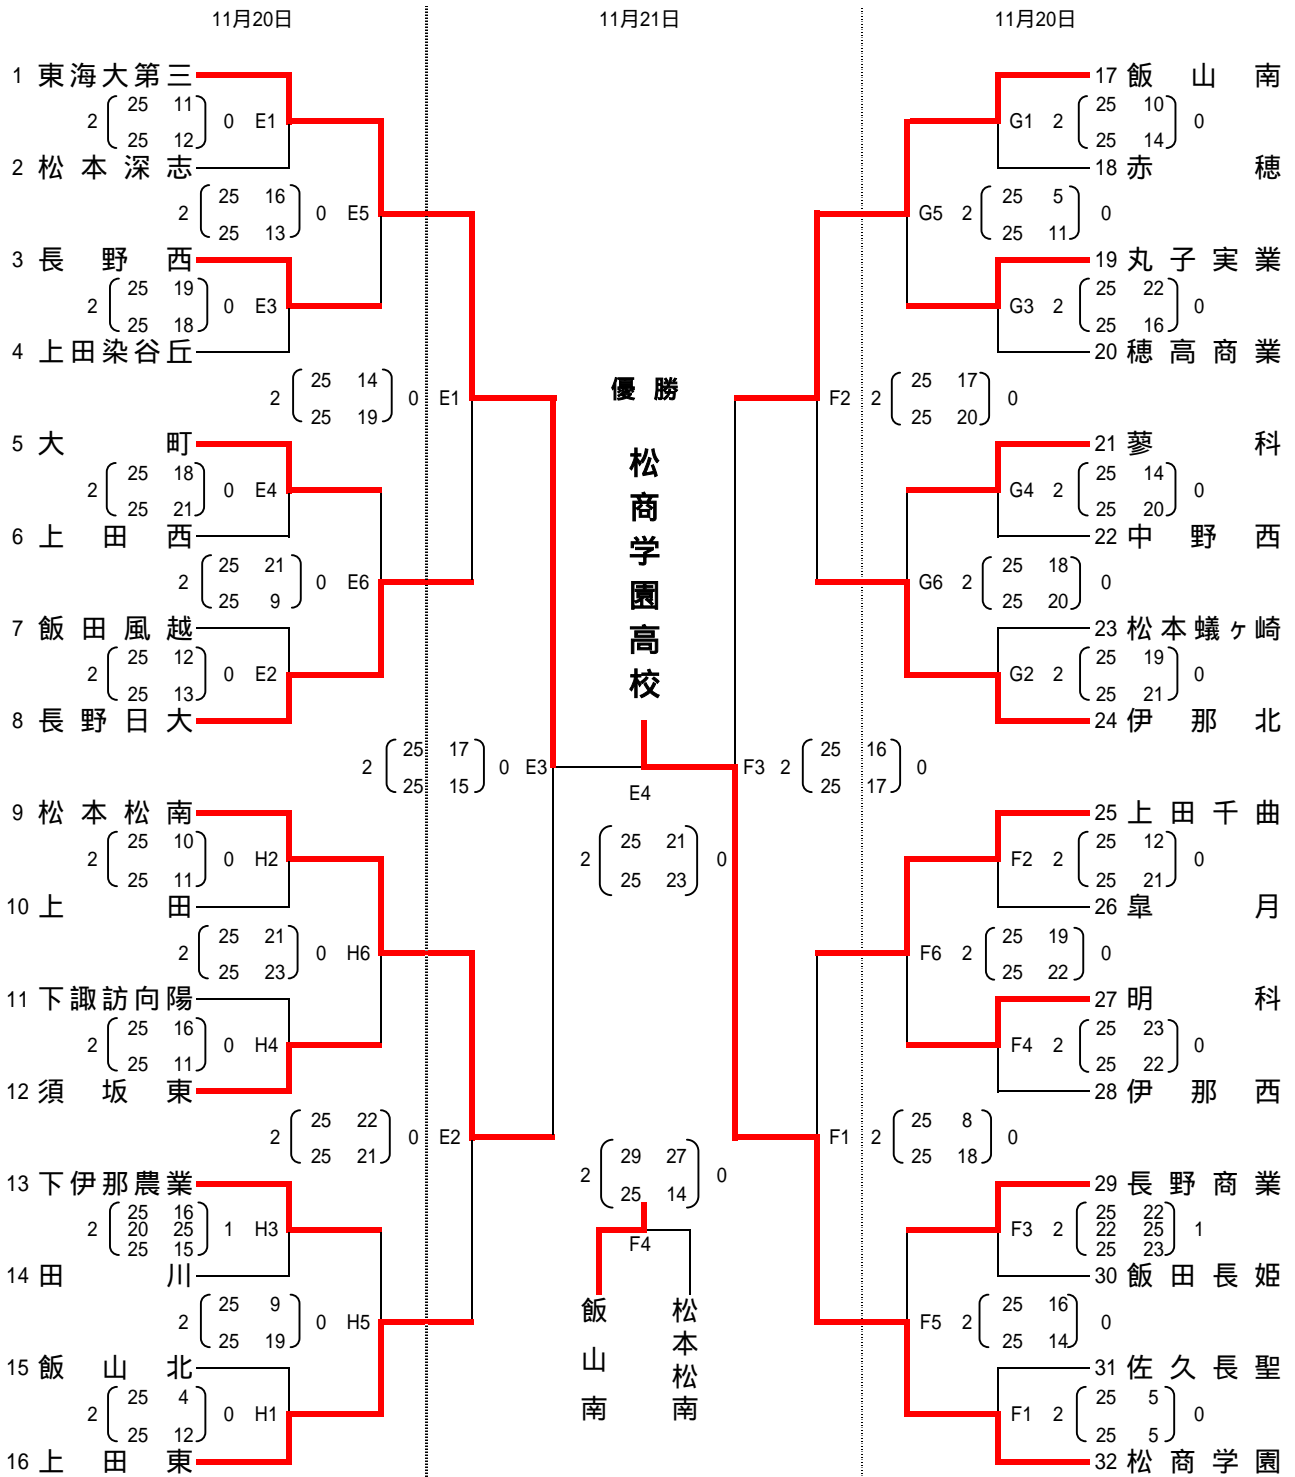 11月20日
11月21日
11月20日
1 東海大第三
2 25 11 0 E1
25 12
2 松本深志
2 25 16 0 E5
25 13
3 長野西
2 25 19 0 E3
25 18
4 上田染谷丘
2 25 14 0 E1
25 19
5 大町
2 25 18 0 E4
25 21
6 上田西
2 25 21 0 E6
25 9
7 飯田風越
2 25 12 0 E2
25 13
8 長野日大
2 25 17 0 E3
25 15
9 松本松南
2 25 10 0 H2
25 11
10 上田
2 25 21 0 H6
25 23
11 下諏訪向陽
2 25 16 0 H4
25 11
12 須坂東
2 25 22 0 E2
25 21
13 下伊那農業
25 16
2 20 25 1 H3
25 15
14 田川
2 25 9 0 H5
25 19
15 飯山北
2 25 4 0 H1
25 12
16 上田東
優勝
松商学園高校
E4
2 25 21 0
25 23
2 29 27 0
25 14
F4
飯山南
松本松南
17 飯山南
G1 2 25 10 0
25 14
18 赤穂
G5 2 25 5 0
25 11
19 丸子実業
G3 2 25 22 0
25 16
20 穂高商業
F2 2 25 17 0
25 20
21 蓼科
G4 2 25 14 0
25 20
22 中野西
G6 2 25 18 0
25 20
23 松本蟻ヶ崎
G2 2 25 19 0
25 21
24 伊那北
F3 2 25 16 0
25 17
25 上田千曲
F2 2 25 12 0
25 21
26 皐月
F6 2 25 19 0
25 22
27 明科
F4 2 25 23 0
25 22
28 伊那西
F1 2 25 8 0
25 18
29 長野商業
25 22
F3 2 22 25 1
25 23
30 飯田長姫
F5 2 25 16 0
25 14
31 佐久長聖
F1 2 25 5 0
25 5
32 松商学園